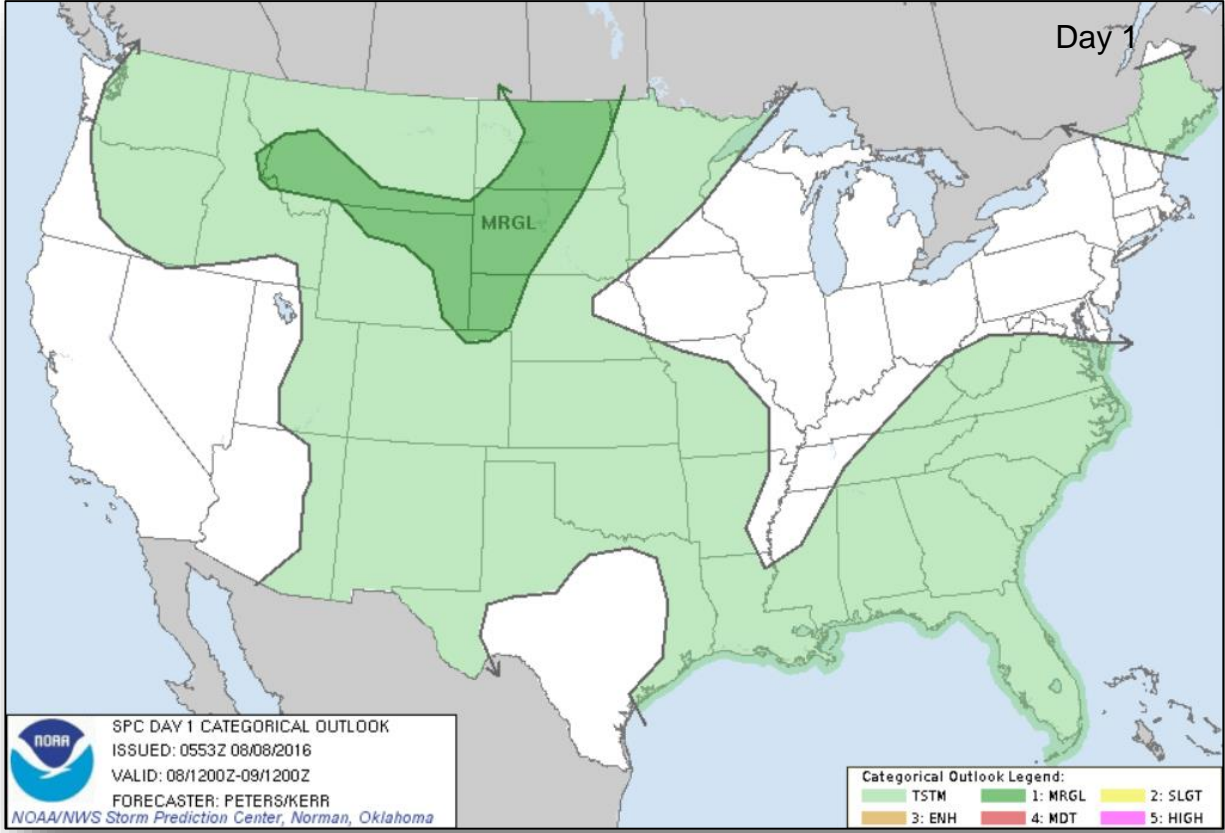 Day 1
MRGL
SPC DAY 1 CATEGORICAL OUTLOOK
ISSUED: 0553Z 08/08/2016
VALID: 08/1200Z-09/1200Z
FORECASTER: PETERS/KERR
NOAA/NWS Storm Prediction Center, Norman, Oklahoma
NOAA
Categorical Outlook Legend:
TSTM 1: MRGL 2: SLGT
3: ENH 4: MDT 5: HIGH